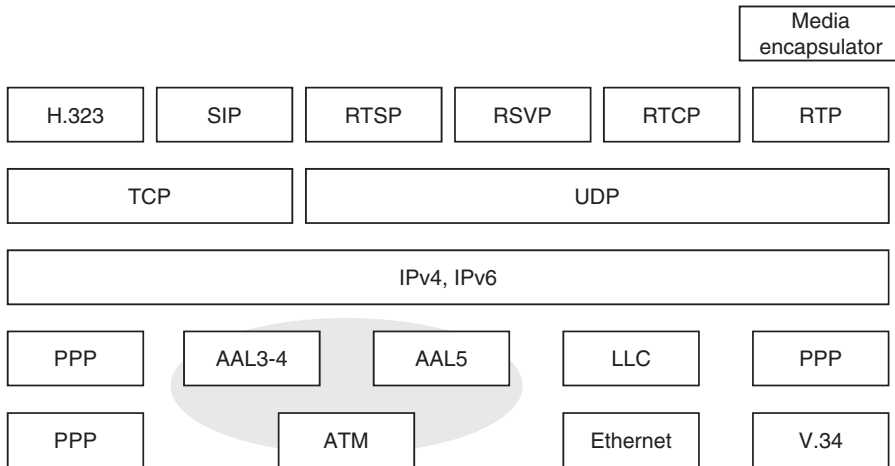 Media
encapsulator
H.323 SIP RTSP RSVP RTCP RTP
TCP UDP
IPv4, IPv6
PPP AAL3-4 AAL5 LLC PPP
PPP ATM Ethernet V.34